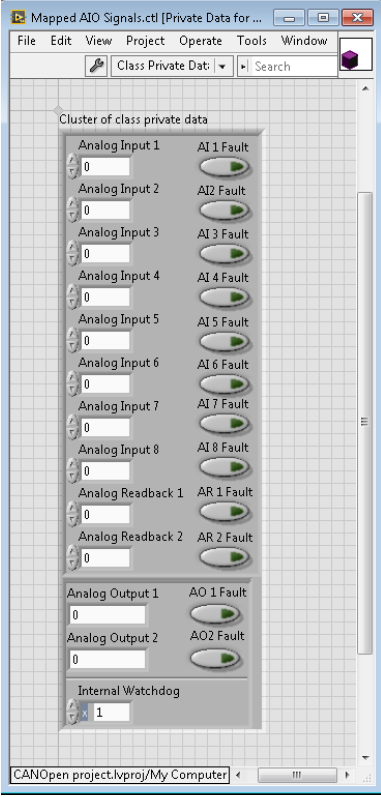 Mapped AIO Signals.ctl [Private Data for ...
File Edit View Project Operate Tools Window
Class Private Dat: Search
Cluster of class private data
Analog Input 1 AI 1 Fault
0
Analog Input 2 AI2 Fault
0
Analog Input 3 AI 3 Fault
0
Analog Input 4 AI 4 Fault
0
Analog Input 5 AI 5 Fault
0
Analog Input 6 AI 6 Fault
0
Analog Input 7 AI 7 Fault
0
Analog Input 8 AI 8 Fault
0
Analog Readback 1 AR 1 Fault
0
Analog Readback 2 AR 2 Fault
0
Analog Output 1 AO 1 Fault
0
Analog Output 2 AO2 Fault
0
Internal Watchdog
x 1
CANOpen project.lvproj/My Computer